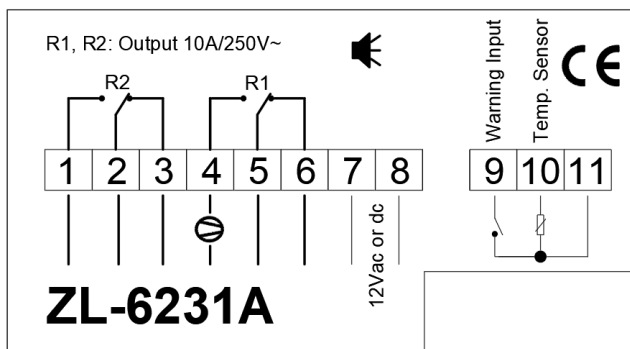 R1, R2: Output 10A/250V~
R2
R1
Warning Input
Temp. Sensor
CE
1 2 3 4 5 6 7 8 9 10 11
12Vac or dc
ZL-6231A